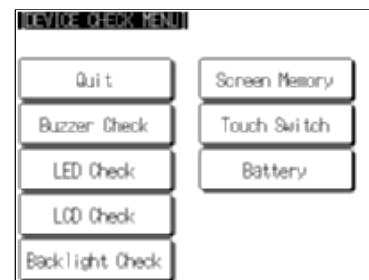 [DEVICE CHECK MENU]
Quit
Screen Memory
Buzzer Check
Touch Switch
LED Check
Battery
LCD Check
Backlight Check